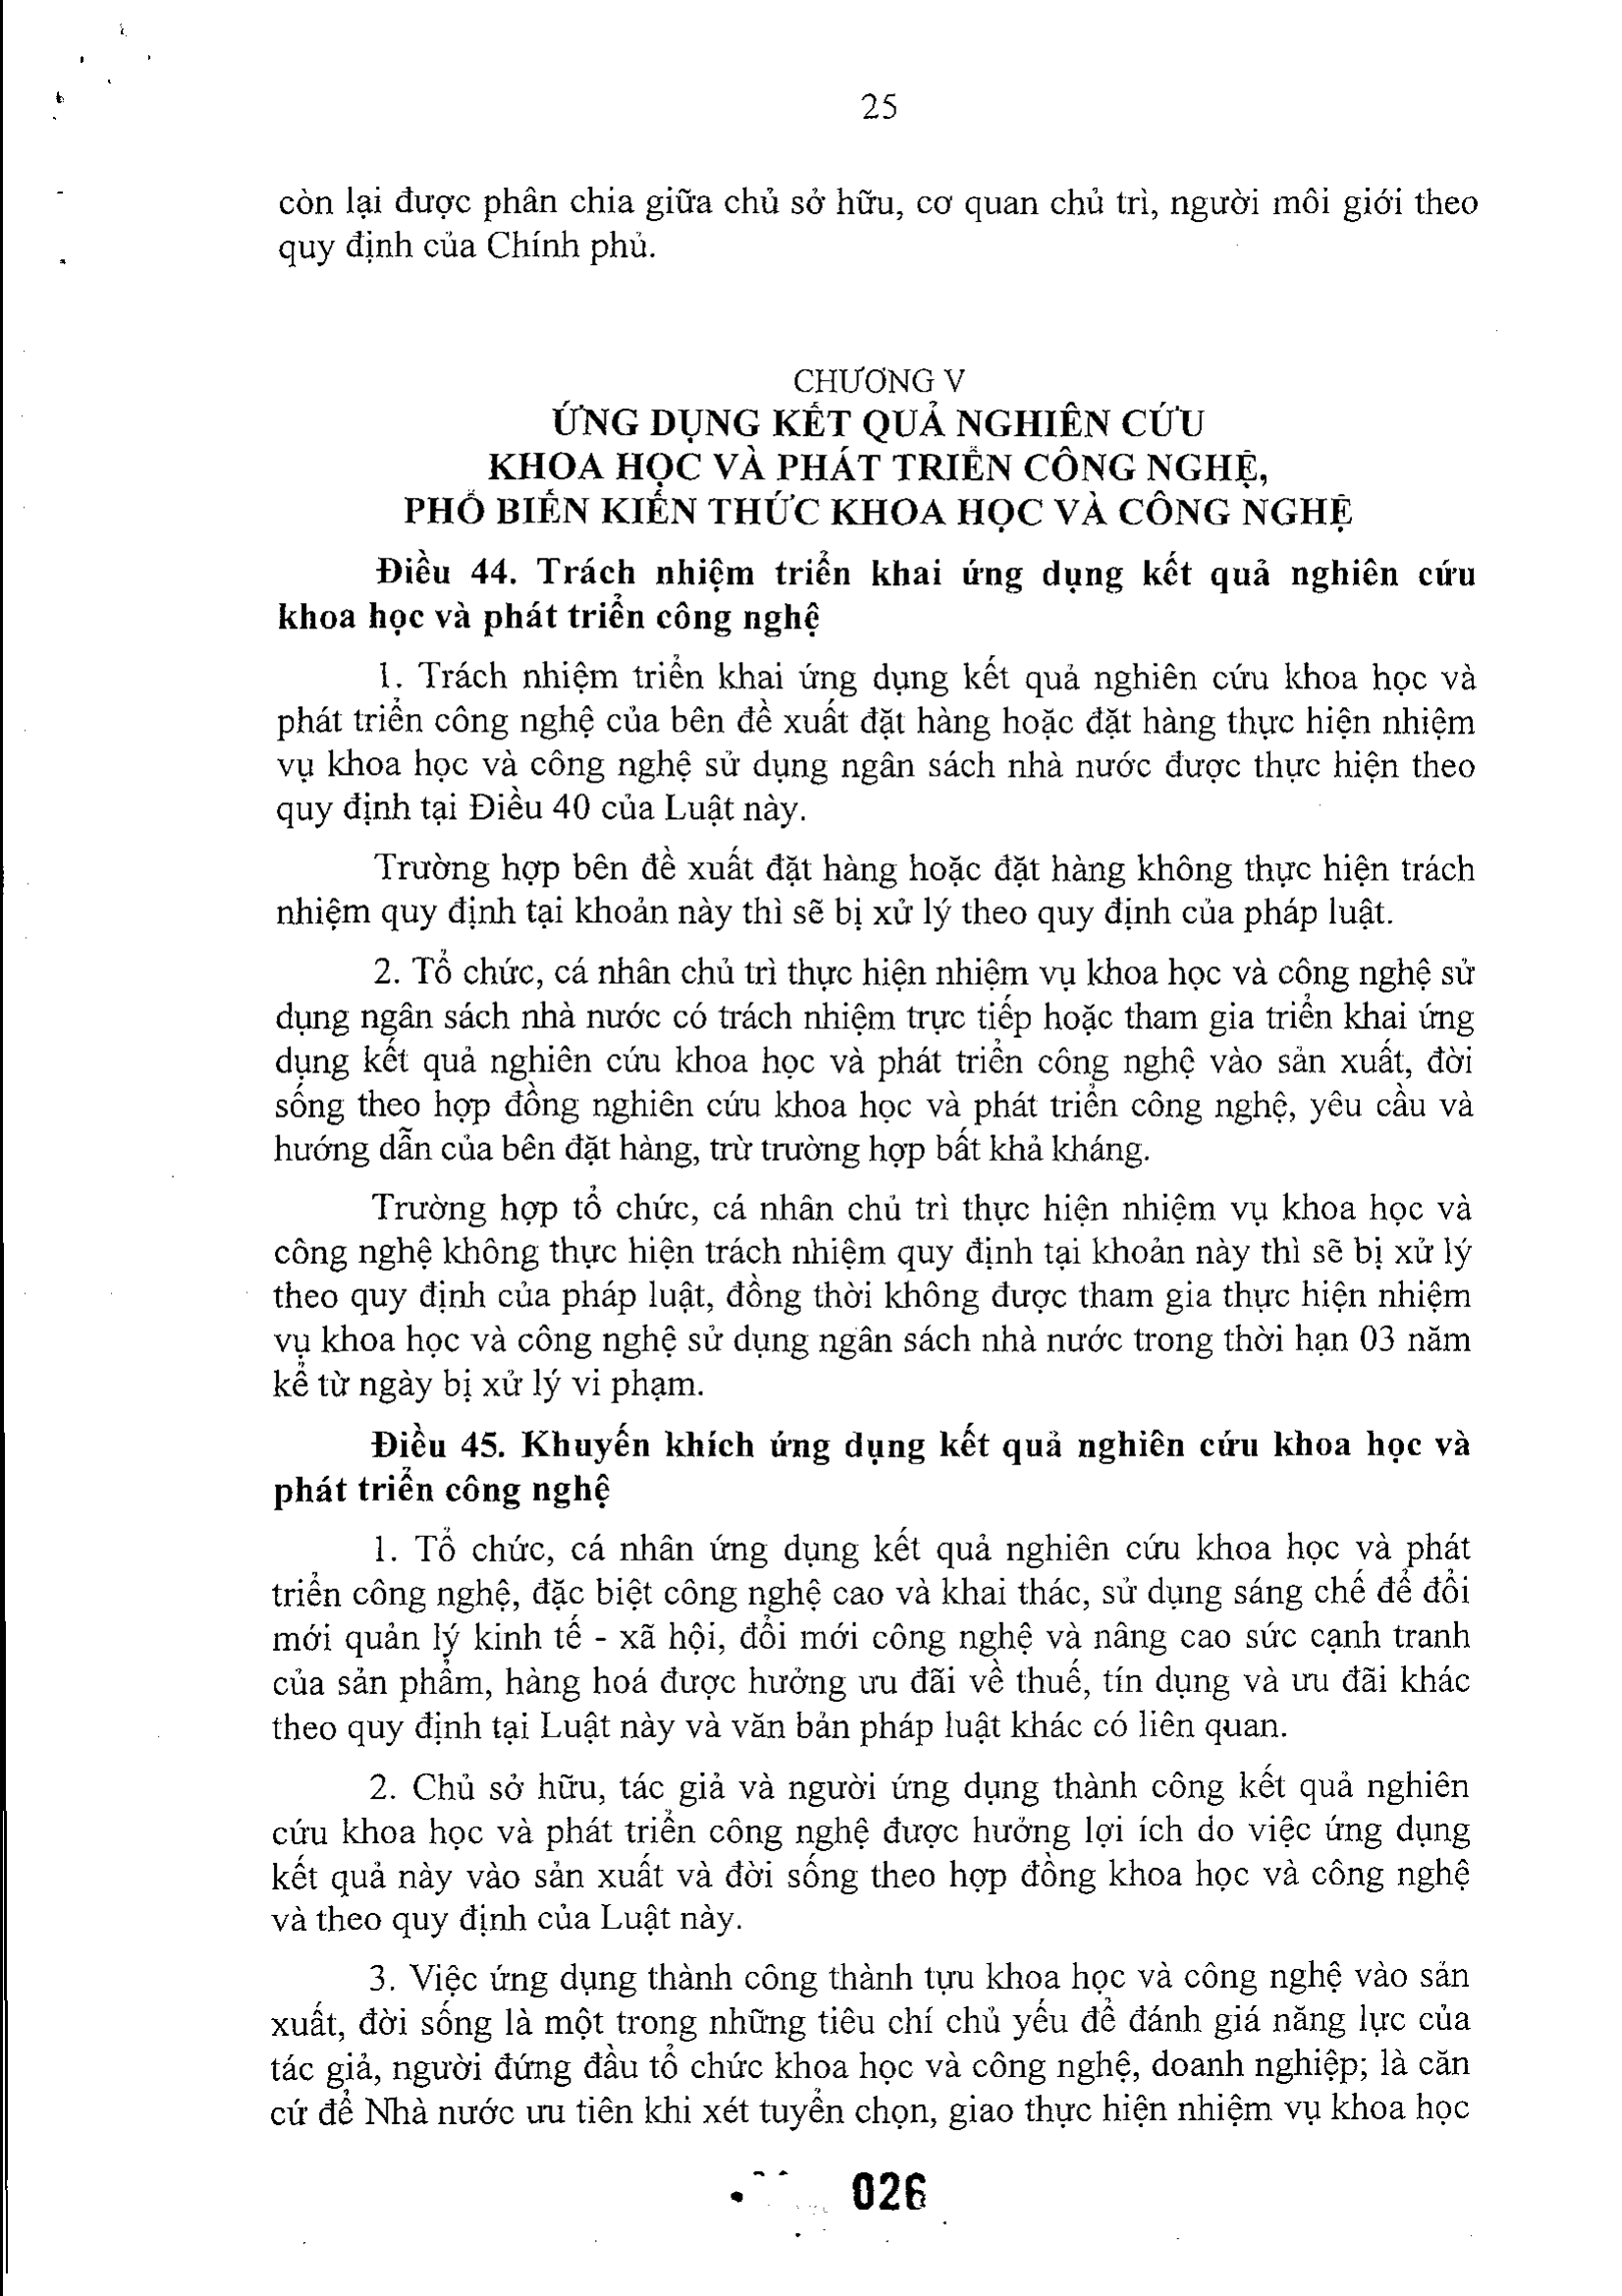 25
còn lại được phân chia giữa chủ sở hữu, cơ quan chủ trì, người môi giới theo
quy định của Chính phủ.
CHƯƠNG V
ỨNG DỤNG KẾT QUẢ NGHIÊN CỨU
KHOA HỌC VÀ PHÁT TRIỂN CÔNG NGHỆ,
PHỔ BIẾN KIẾN THỨC KHOA HỌC VÀ CÔNG NGHỆ
Điều 44. Trách nhiệm triển khai ứng dụng kết quả nghiên cứu
khoa học và phát triển công nghệ
1. Trách nhiệm triển khai ứng dụng kết quả nghiên cứu khoa học và
phát triển công nghệ của bên đề xuất đặt hàng hoặc đặt hàng thực hiện nhiệm
vụ khoa học và công nghệ sử dụng ngân sách nhà nước được thực hiện theo
quy định tại Điều 40 của Luật này.
Trường hợp bên đề xuất đặt hàng hoặc đặt hàng không thực hiện trách
nhiệm quy định tại khoản này thì sẽ bị xử lý theo quy định của pháp luật.
2. Tổ chức, cá nhân chủ trì thực hiện nhiệm vụ khoa học và công nghệ sử
dụng ngân sách nhà nước có trách nhiệm trực tiếp hoặc tham gia triển khai ứng
dụng kết quả nghiên cứu khoa học và phát triển công nghệ vào sản xuất, đời
sống theo hợp đồng nghiên cứu khoa học và phát triển công nghệ, yêu cầu và
hướng dẫn của bên đặt hàng, trừ trường hợp bất khả kháng.
Trường hợp tổ chức, cá nhân chủ trì thực hiện nhiệm vụ khoa học và
công nghệ không thực hiện trách nhiệm quy định tại khoản này thì sẽ bị xử lý
theo quy định của pháp luật, đồng thời không được tham gia thực hiện nhiệm
vụ khoa học và công nghệ sử dụng ngân sách nhà nước trong thời hạn 03 năm
kể từ ngày bị xử lý vi phạm.
Điều 45. Khuyến khích ứng dụng kết quả nghiên cứu khoa học và
phát triển công nghệ
1. Tổ chức, cá nhân ứng dụng kết quả nghiên cứu khoa học và phát
triển công nghệ, đặc biệt công nghệ cao và khai thác, sử dụng sáng chế để đổi
mới quản lý kinh tế - xã hội, đổi mới công nghệ và nâng cao sức cạnh tranh
của sản phẩm, hàng hoá được hưởng ưu đãi về thuế, tín dụng và ưu đãi khác
theo quy định tại Luật này và văn bản pháp luật khác có liên quan.
2. Chủ sở hữu, tác giả và người ứng dụng thành công kết quả nghiên
cứu khoa học và phát triển công nghệ được hưởng lợi ích do việc ứng dụng
kết quả này vào sản xuất và đời sống theo hợp đồng khoa học và công nghệ
và theo quy định của Luật này.
3. Việc ứng dụng thành công thành tựu khoa học và công nghệ vào sản
xuất, đời sống là một trong những tiêu chí chủ yếu để đánh giá năng lực của
tác giả, người đứng đầu tổ chức khoa học và công nghệ, doanh nghiệp; là căn
cứ để Nhà nước ưu tiên khi xét tuyển chọn, giao thực hiện nhiệm vụ khoa học
026